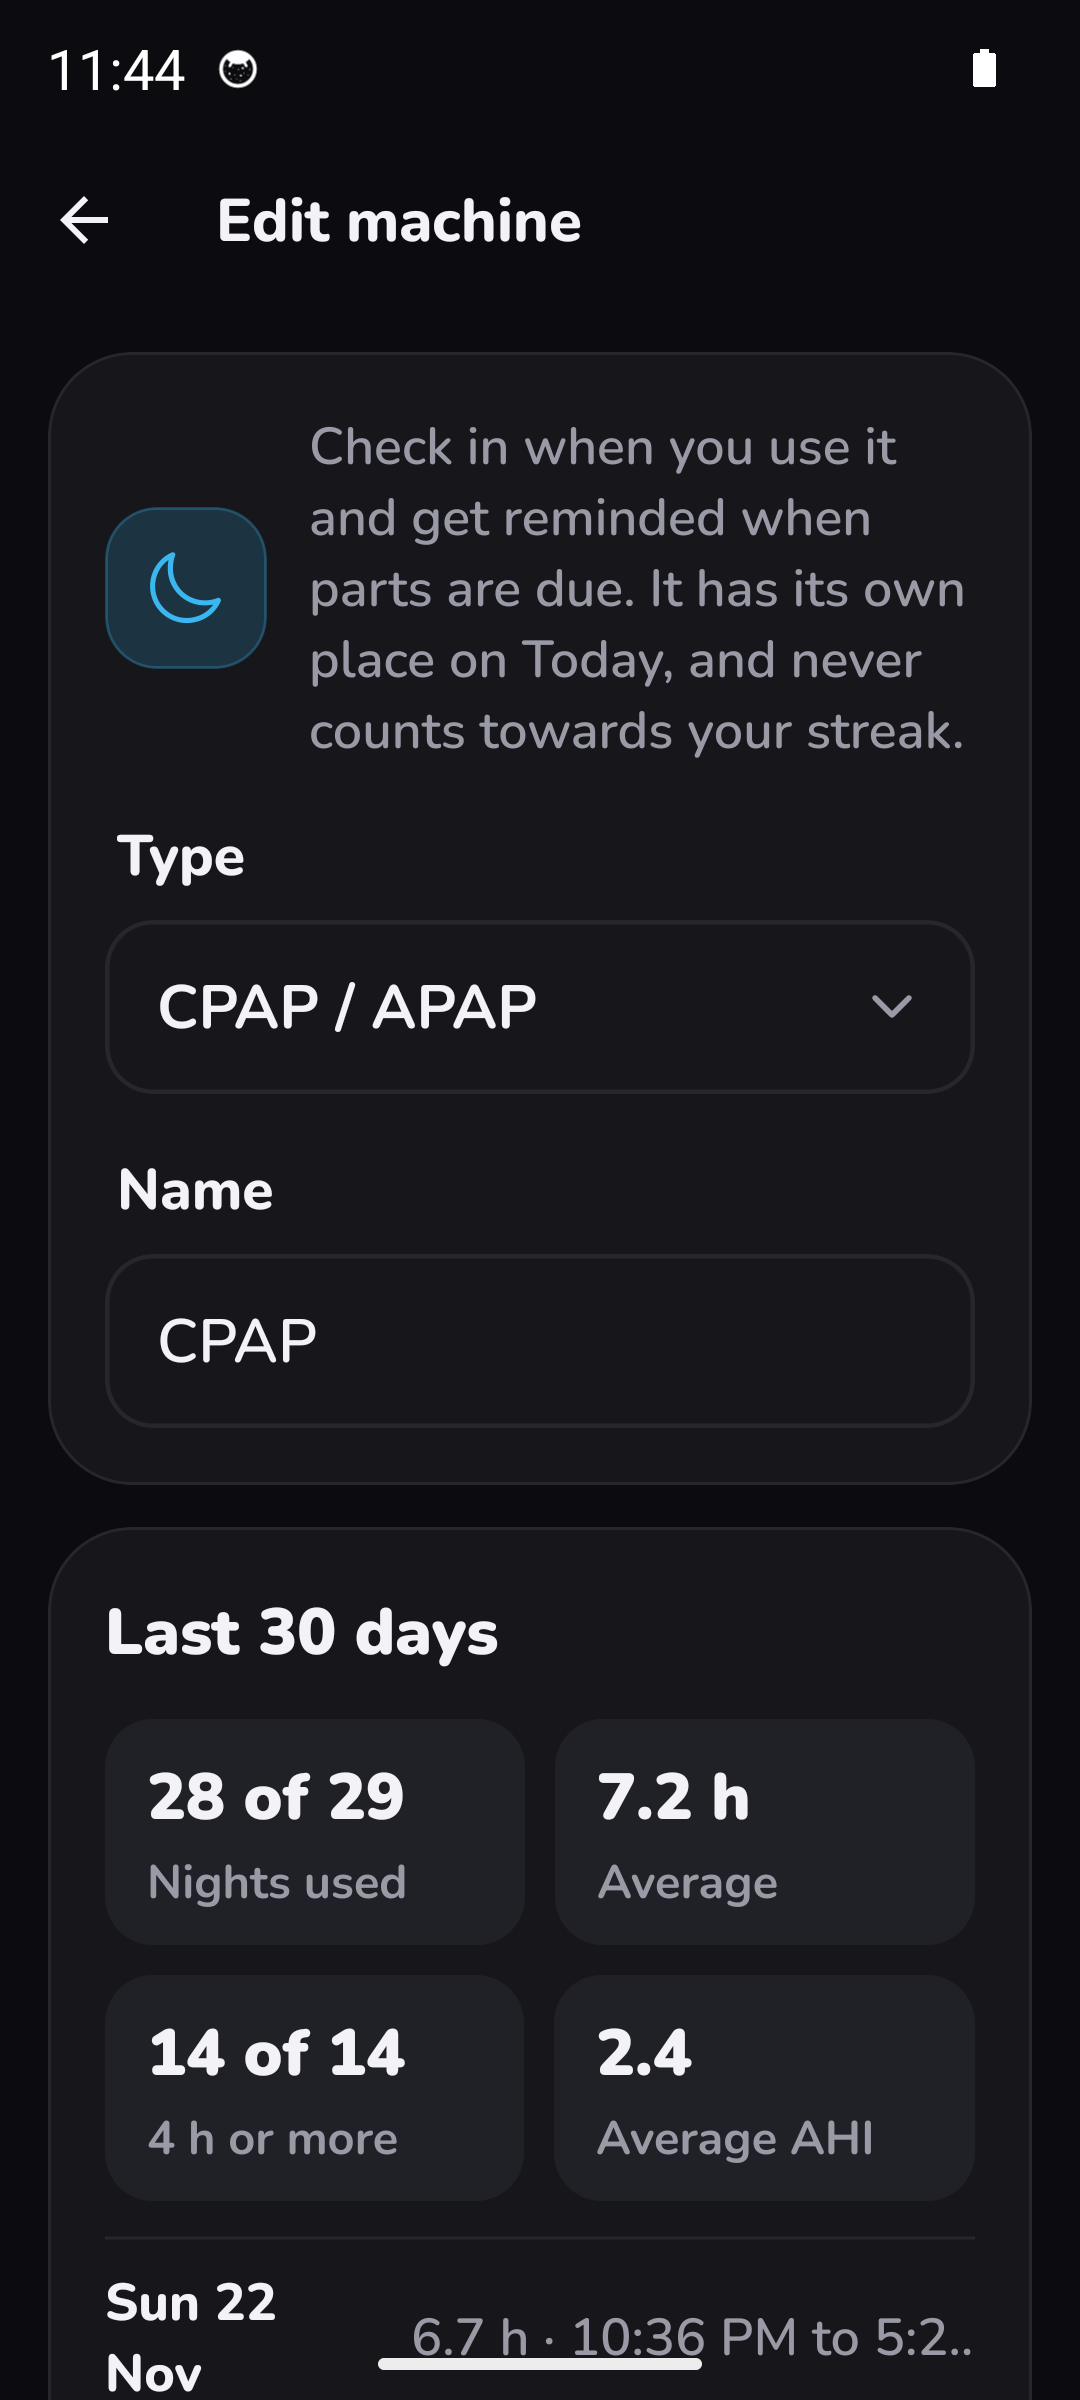 11:44
Edit machine
Check in when you use it
and get reminded when
parts are due. It has its own
place on Today, and never
counts towards your streak.
Type
CPAP / APAP
Name
CPAP
Last 30 days
28 of 29
Nights used
7.2 h
Average
14 of 14
4 h or more
2.4
Average AHI
Sun 22
Nov
6.7 h · 10:36 PM to 5:2..